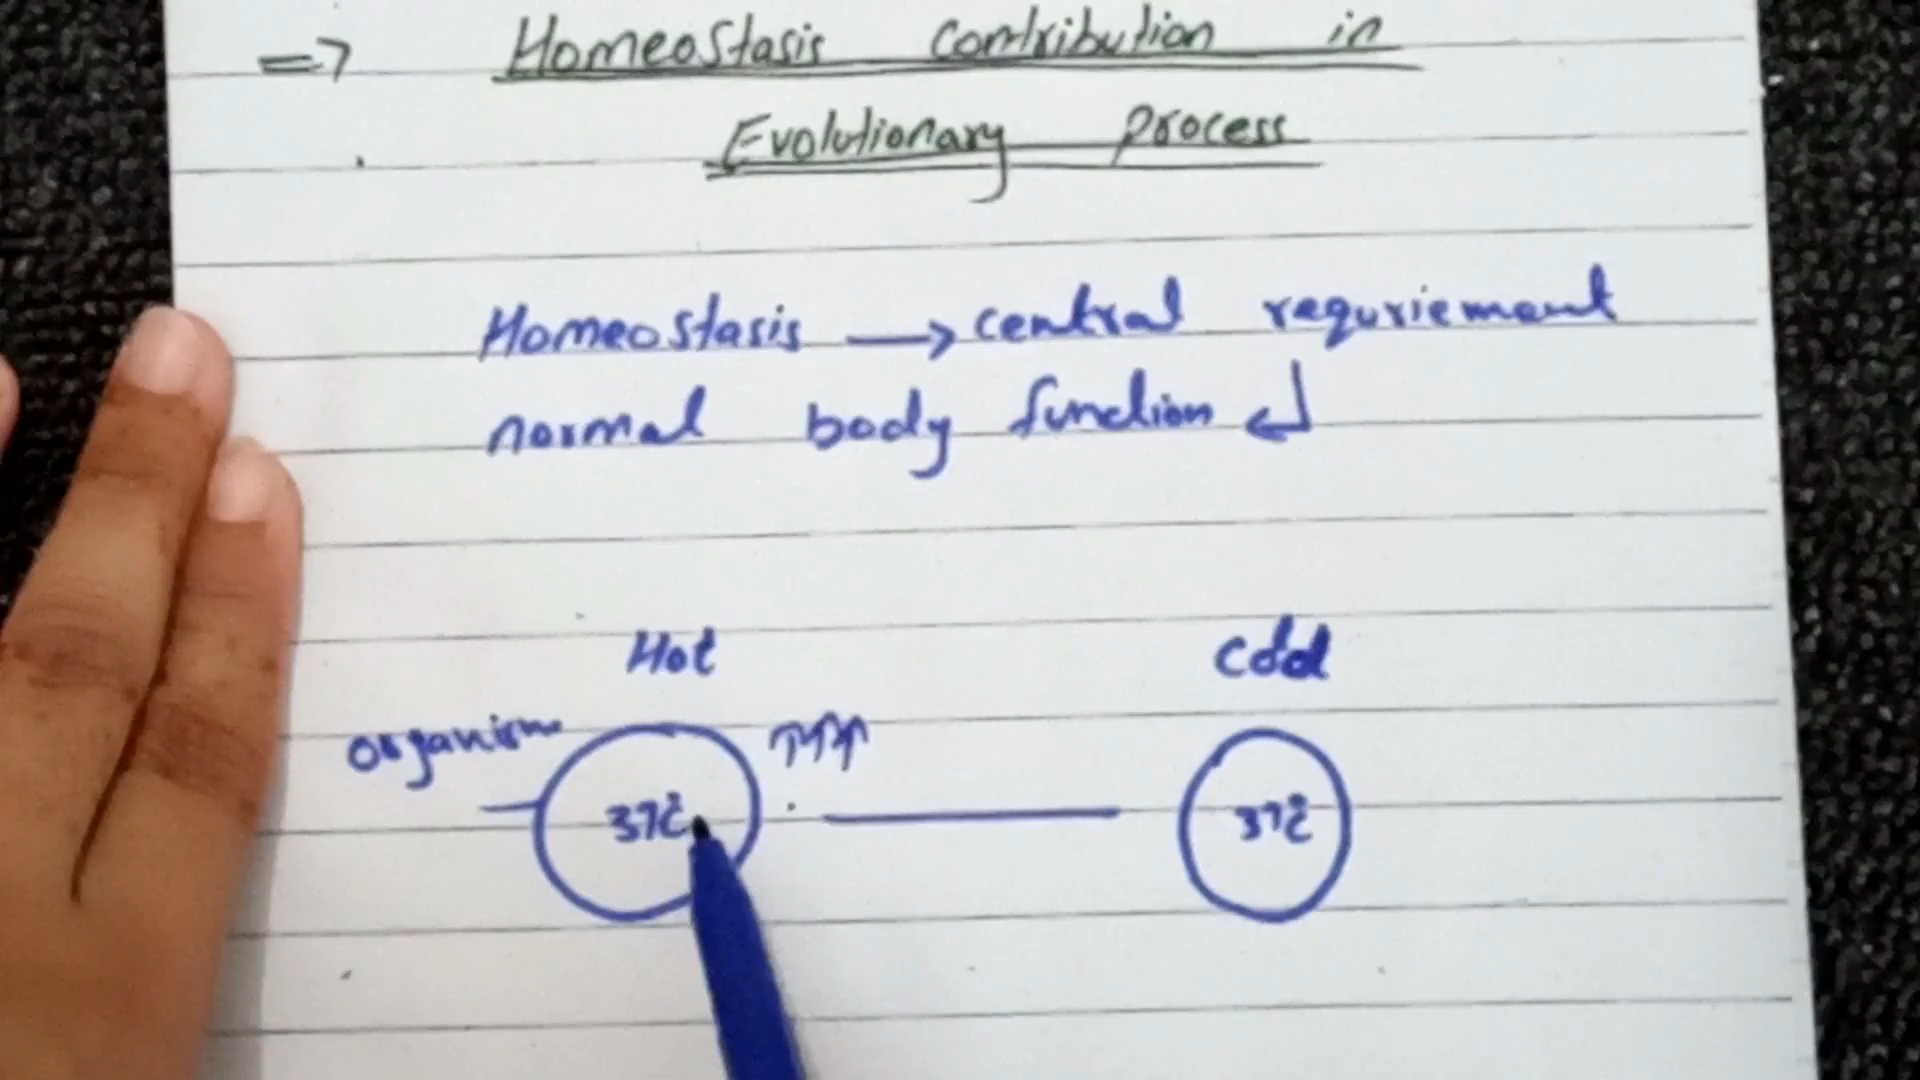 => Homeostasis contribution in
Evolutionary process
Homeostasis → central requriement
normal body function ↲
Hot Cold
organism ↑↑↑
37°C 37°C